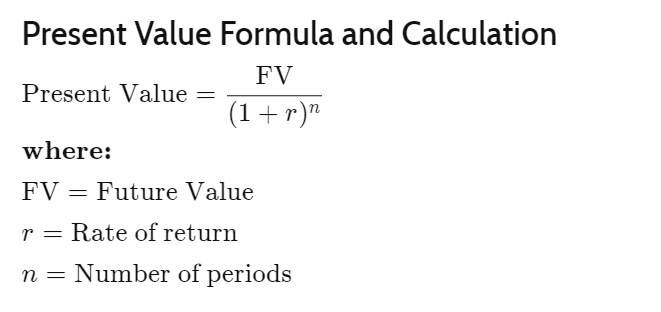 Present Value Formula and Calculation
Present Value = FV / (1 + r)ⁿ
where:
FV = Future Value
r = Rate of return
n = Number of periods